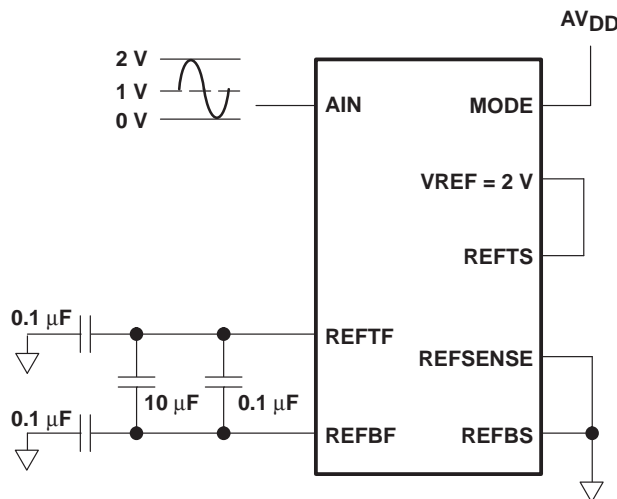 AVDD
2 V
1 V
0 V
AIN
MODE
VREF = 2 V
REFTS
0.1 µF
REFTF
REFSENSE
10 µF
0.1 µF
0.1 µF
REFBF
REFBS